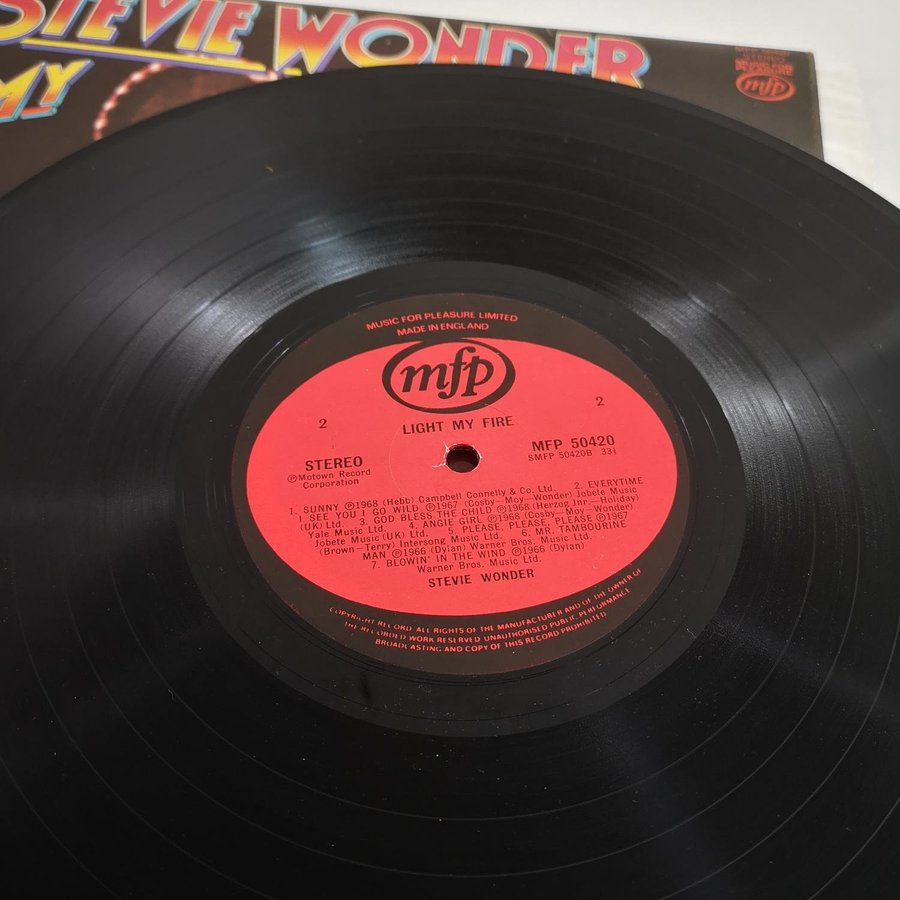 STEVIE WONDER
MY
mfp
MUSIC FOR PLEASURE LIMITED
MADE IN ENGLAND
mfp
2 2
LIGHT MY FIRE
STEREO MFP 50420
SMFP 50420B 33⅓
℗Motown Record
Corporation
1. SUNNY ℗1968 (Hebb) Campbell Connelly & Co. Ltd. 2. EVERYTIME
I SEE YOU I GO WILD ℗1967 (Cosby—Moy—Wonder) Jobete Music
(UK) Ltd. 3. GOD BLESS THE CHILD ℗1968 (Herzog Jnr—Holiday)
Yale Music Ltd. 4. ANGIE GIRL ℗1968 (Cosby—Moy—Wonder)
Jobete Music (UK) Ltd. 5. PLEASE, PLEASE, PLEASE ℗1967
(Brown—Terry) Intersong Music Ltd. 6. MR. TAMBOURINE
MAN ℗1966 (Dylan) Warner Bros. Music Ltd.
7. BLOWIN' IN THE WIND ℗1966 (Dylan)
Warner Bros. Music Ltd.
STEVIE WONDER
COPYRIGHT RECORD ALL RIGHTS OF THE MANUFACTURER AND OF THE OWNER OF
THE RECORDED WORK RESERVED UNAUTHORISED PUBLIC PERFORMANCE
BROADCASTING AND COPY OF THIS RECORD PROHIBITED